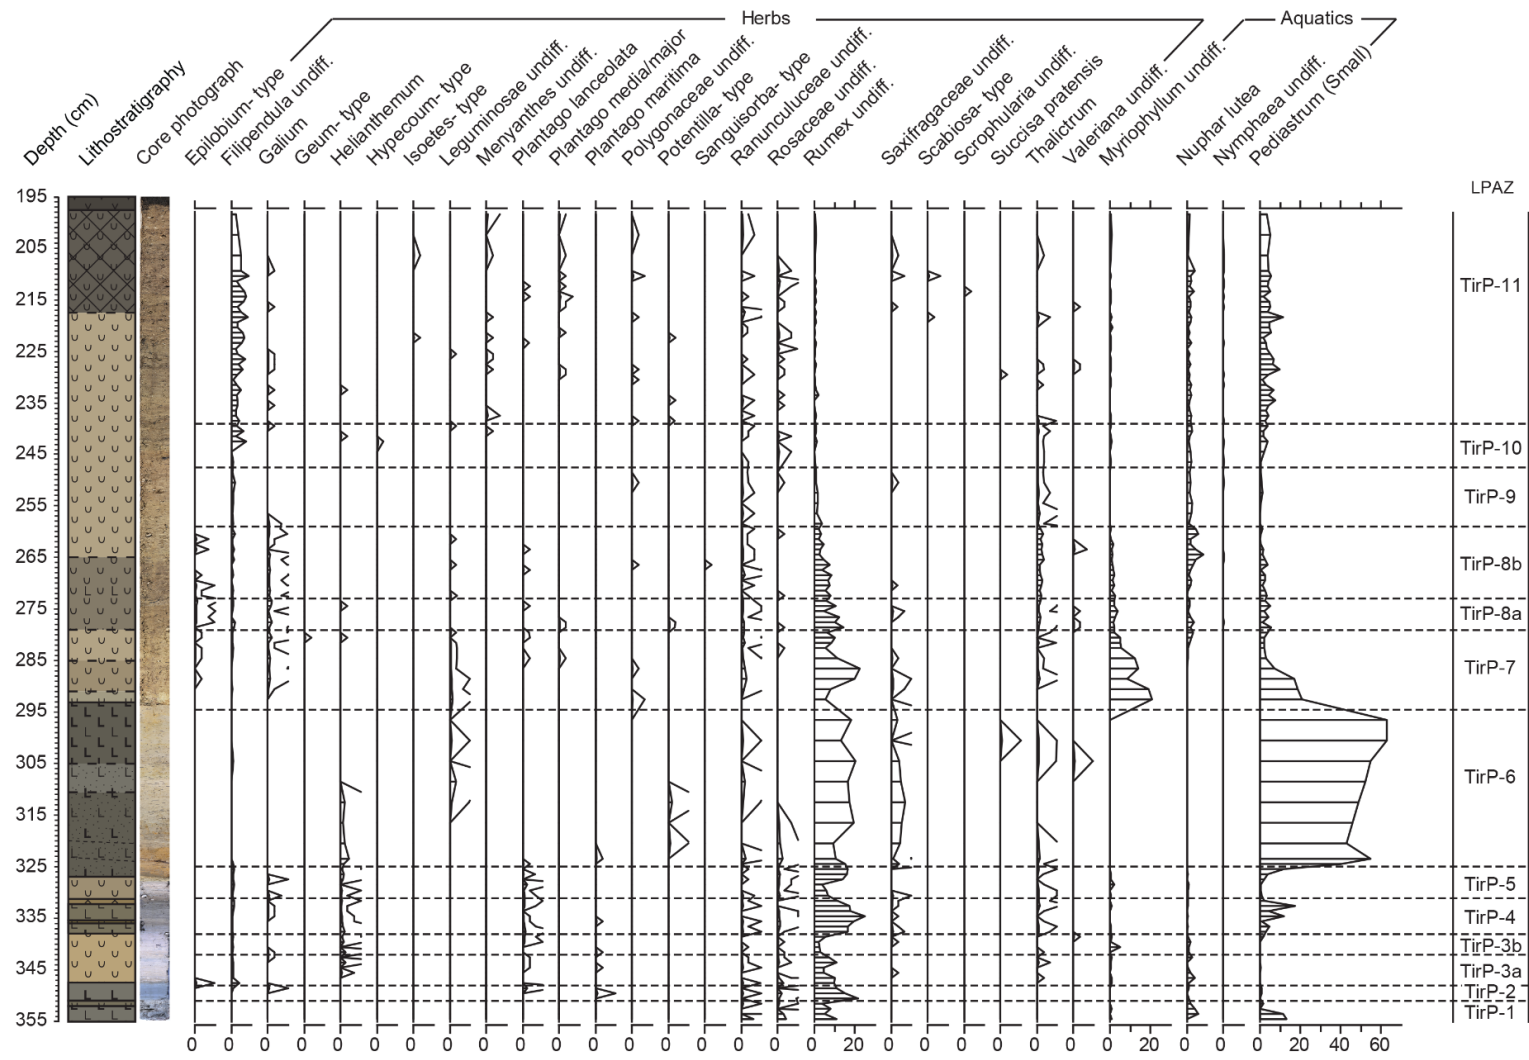 Herbs
Aquatics
Depth (cm)
Lithostratigraphy
Core photograph
Epilobium- type
Filipendula undiff.
Galium
Geum- type
Helianthemum
Hypecoum- type
Isoetes- type
Leguminosae undiff.
Menyanthes undiff.
Plantago lanceolata
Plantago media/major
Plantago maritima
Polygonaceae undiff.
Potentilla- type
Sanguisorba- type
Ranunculuceae undiff.
Rosaceae undiff.
Rumex undiff.
Saxifragaceae undiff.
Scabiosa- type
Scrophularia undiff.
Succisa pratensis
Thalictrum
Valeriana undiff.
Myriophyllum undiff.
Nuphar lutea
Nymphaea undiff.
Pediastrum (Small)
LPAZ
195
205
215
225
235
245
255
265
275
285
295
305
315
325
335
345
355
TirP-11
TirP-10
TirP-9
TirP-8b
TirP-8a
TirP-7
TirP-6
TirP-5
TirP-4
TirP-3b
TirP-3a
TirP-2
TirP-1
0 0 0 0 0 0 0 0 0 0 0 0 0 0 0 0 0 0 20 0 0 0 0 0 0 0 20 0 0 0 20 40 60